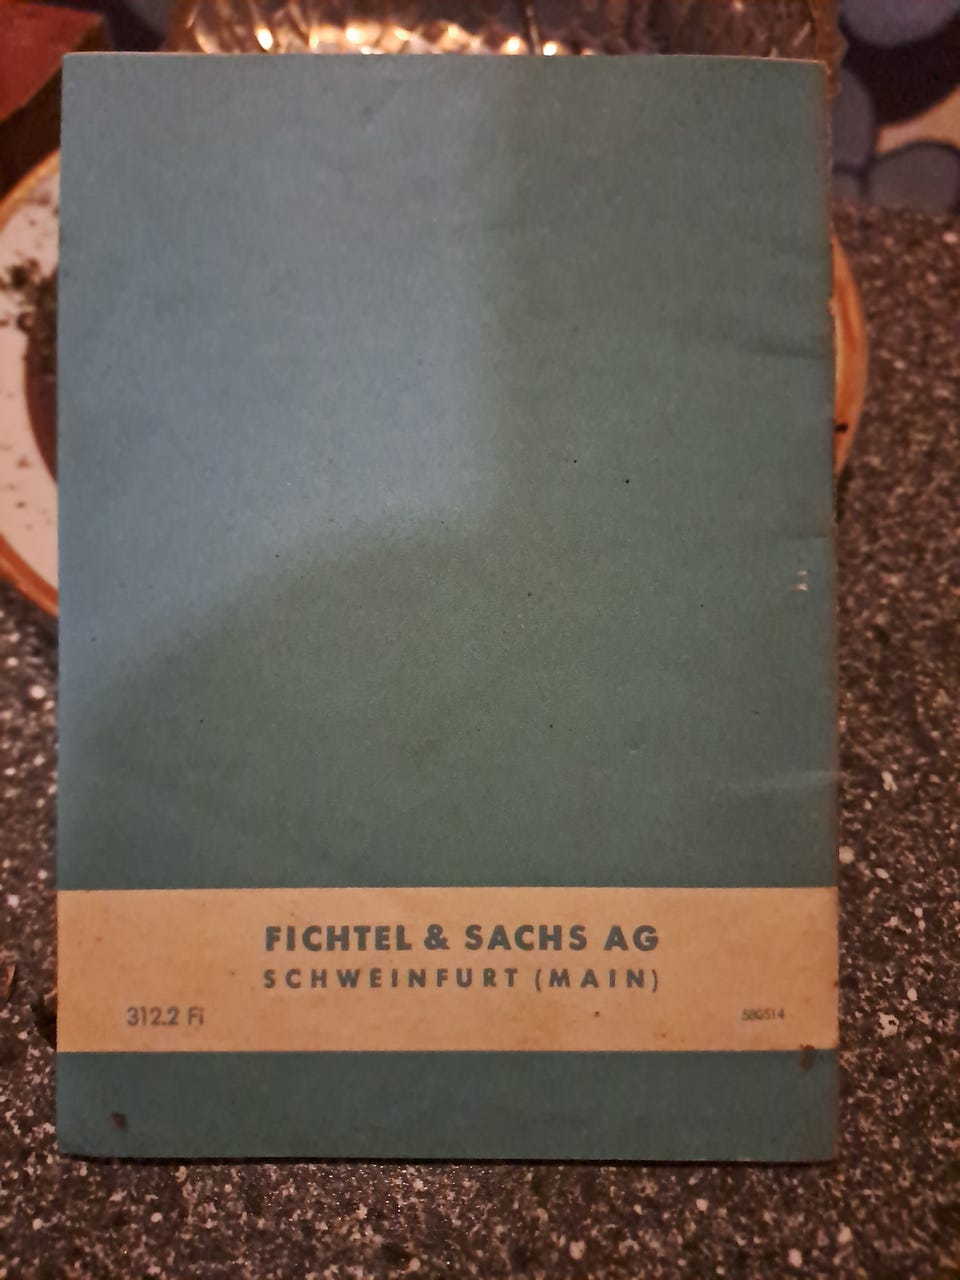 FICHTEL & SACHS AG
SCHWEINFURT (MAIN)
312.2 Fi
580514